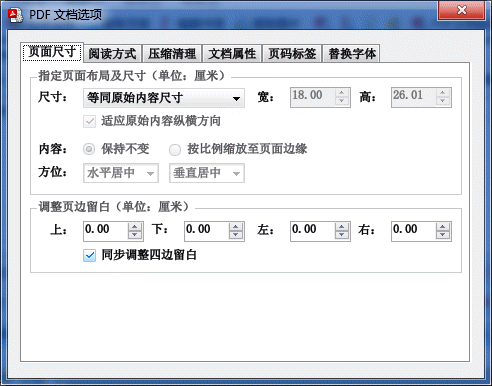 PDF 文档选项
页面尺寸 阅读方式 压缩清理 文档属性 页码标签 替换字体
指定页面布局及尺寸（单位：厘米）
尺寸： 等同原始内容尺寸 宽： 18.00 高： 26.01
适应原始内容纵横方向
内容： 保持不变 按比例缩放至页面边缘
方位： 水平居中 垂直居中
调整页边留白（单位：厘米）
上： 0.00 下： 0.00 左： 0.00 右： 0.00
同步调整四边留白